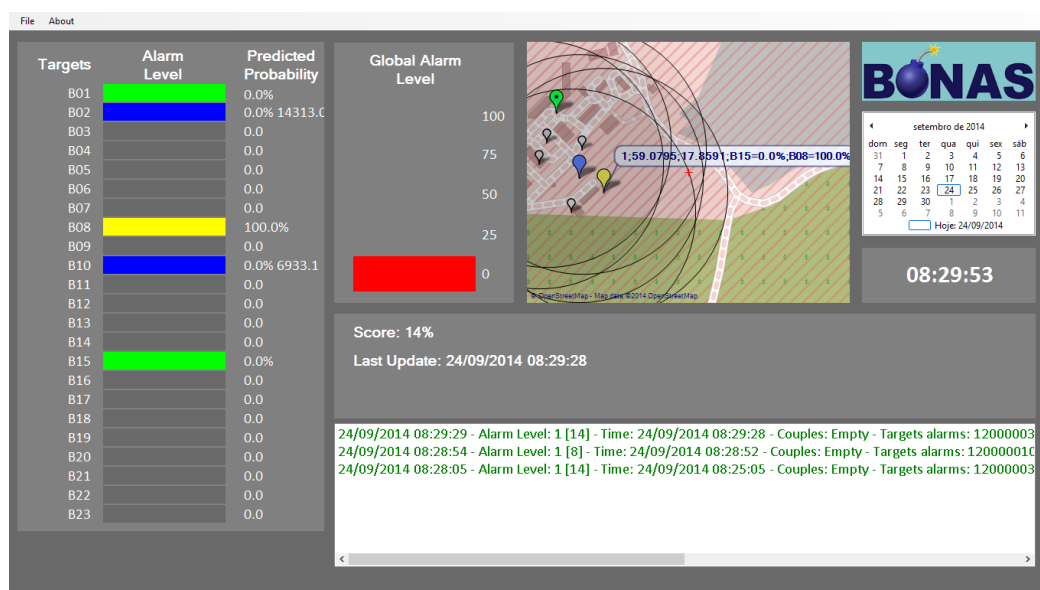 File About
Targets
Alarm Level
Predicted Probability
B01 0.0%
B02 0.0% 14313.0
B03 0.0
B04 0.0
B05 0.0
B06 0.0
B07 0.0
B08 100.0%
B09 0.0
B10 0.0% 6933.1
B11 0.0
B12 0.0
B13 0.0
B14 0.0
B15 0.0%
B16 0.0
B17 0.0
B18 0.0
B19 0.0
B20 0.0
B21 0.0
B22 0.0
B23 0.0
Global Alarm
Level
100
75
50
25
0
1;59.0795;17.8591;B15=0.0%;B08=100.0%
© OpenStreetMap - Map data ©2014 OpenStreetMap
BONAS
setembro de 2014
dom seg ter qua qui sex sáb
31 1 2 3 4 5 6
7 8 9 10 11 12 13
14 15 16 17 18 19 20
21 22 23 24 25 26 27
28 29 30 1 2 3 4
5 6 7 8 9 10 11
Hoje: 24/09/2014
08:29:53
Score: 14%
Last Update: 24/09/2014 08:29:28
24/09/2014 08:29:29 - Alarm Level: 1 [14] - Time: 24/09/2014 08:29:28 - Couples: Empty - Targets alarms: 12000003
24/09/2014 08:28:54 - Alarm Level: 1 [8] - Time: 24/09/2014 08:28:52 - Couples: Empty - Targets alarms: 12000001
24/09/2014 08:28:05 - Alarm Level: 1 [14] - Time: 24/09/2014 08:25:05 - Couples: Empty - Targets alarms: 12000003